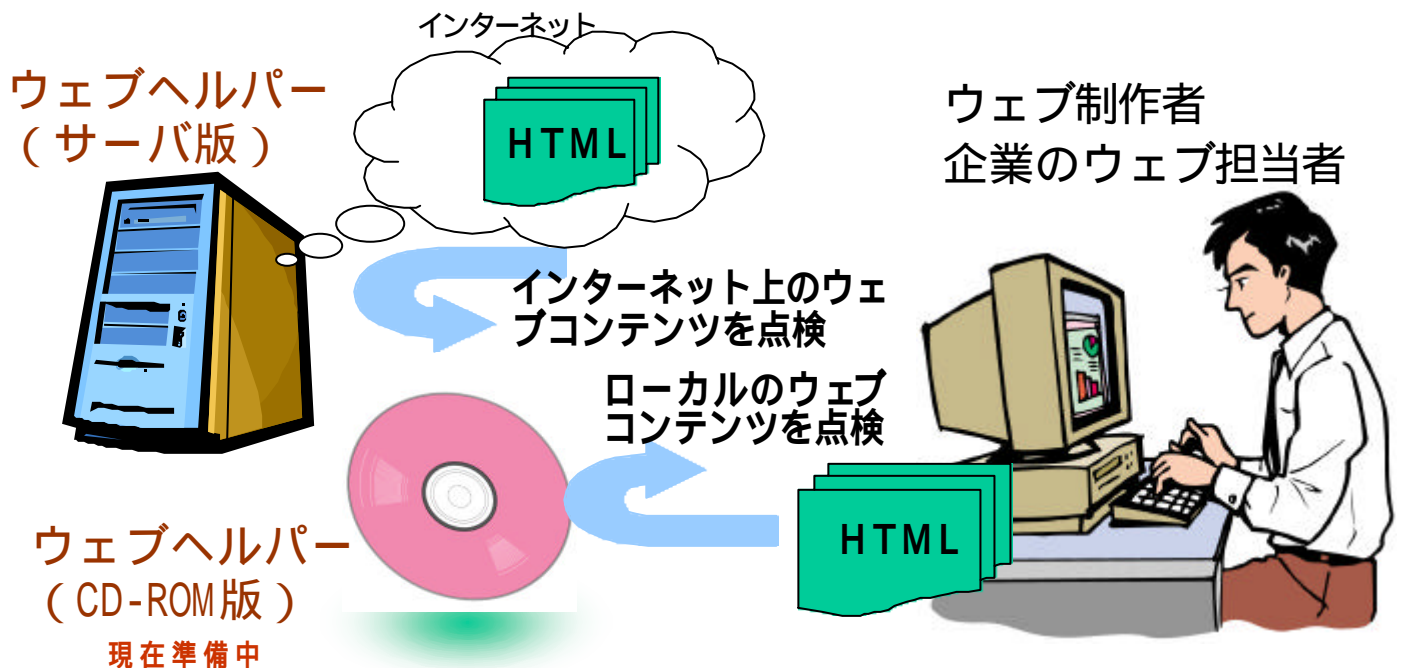 インターネット
ウェブヘルパー
（サーバ版）
HTML
ウェブ制作者
企業のウェブ担当者
インターネット上のウェ
ブコンテンツを点検
ローカルのウェブ
コンテンツを点検
HTML
ウェブヘルパー
（CD-ROM版）
現在準備中